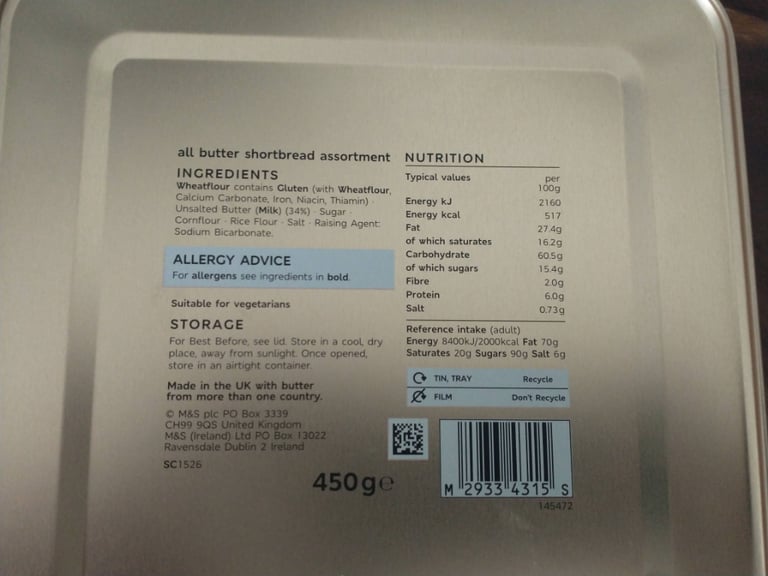 all butter shortbread assortment
INGREDIENTS
Wheatflour contains Gluten (with Wheatflour,
Calcium Carbonate, Iron, Niacin, Thiamin) ·
Unsalted Butter (Milk) (34%) · Sugar ·
Cornflour · Rice Flour · Salt · Raising Agent:
Sodium Bicarbonate.
ALLERGY ADVICE
For allergens see ingredients in bold.
Suitable for vegetarians
STORAGE
For Best Before, see lid. Store in a cool, dry
place, away from sunlight. Once opened,
store in an airtight container.
Made in the UK with butter
from more than one country.
© M&S plc PO Box 3339
CH99 9QS United Kingdom
M&S (Ireland) Ltd PO Box 13022
Ravensdale Dublin 2 Ireland
SC1526
450g℮
NUTRITION
Typical values per
100g
Energy kJ 2160
Energy kcal 517
Fat 27.4g
of which saturates 16.2g
Carbohydrate 60.5g
of which sugars 15.4g
Fibre 2.0g
Protein 6.0g
Salt 0.73g
Reference intake (adult)
Energy 8400kJ/2000kcal Fat 70g
Saturates 20g Sugars 90g Salt 6g
TIN, TRAY Recycle
FILM Don't Recycle
M 2933 4315 S
145472